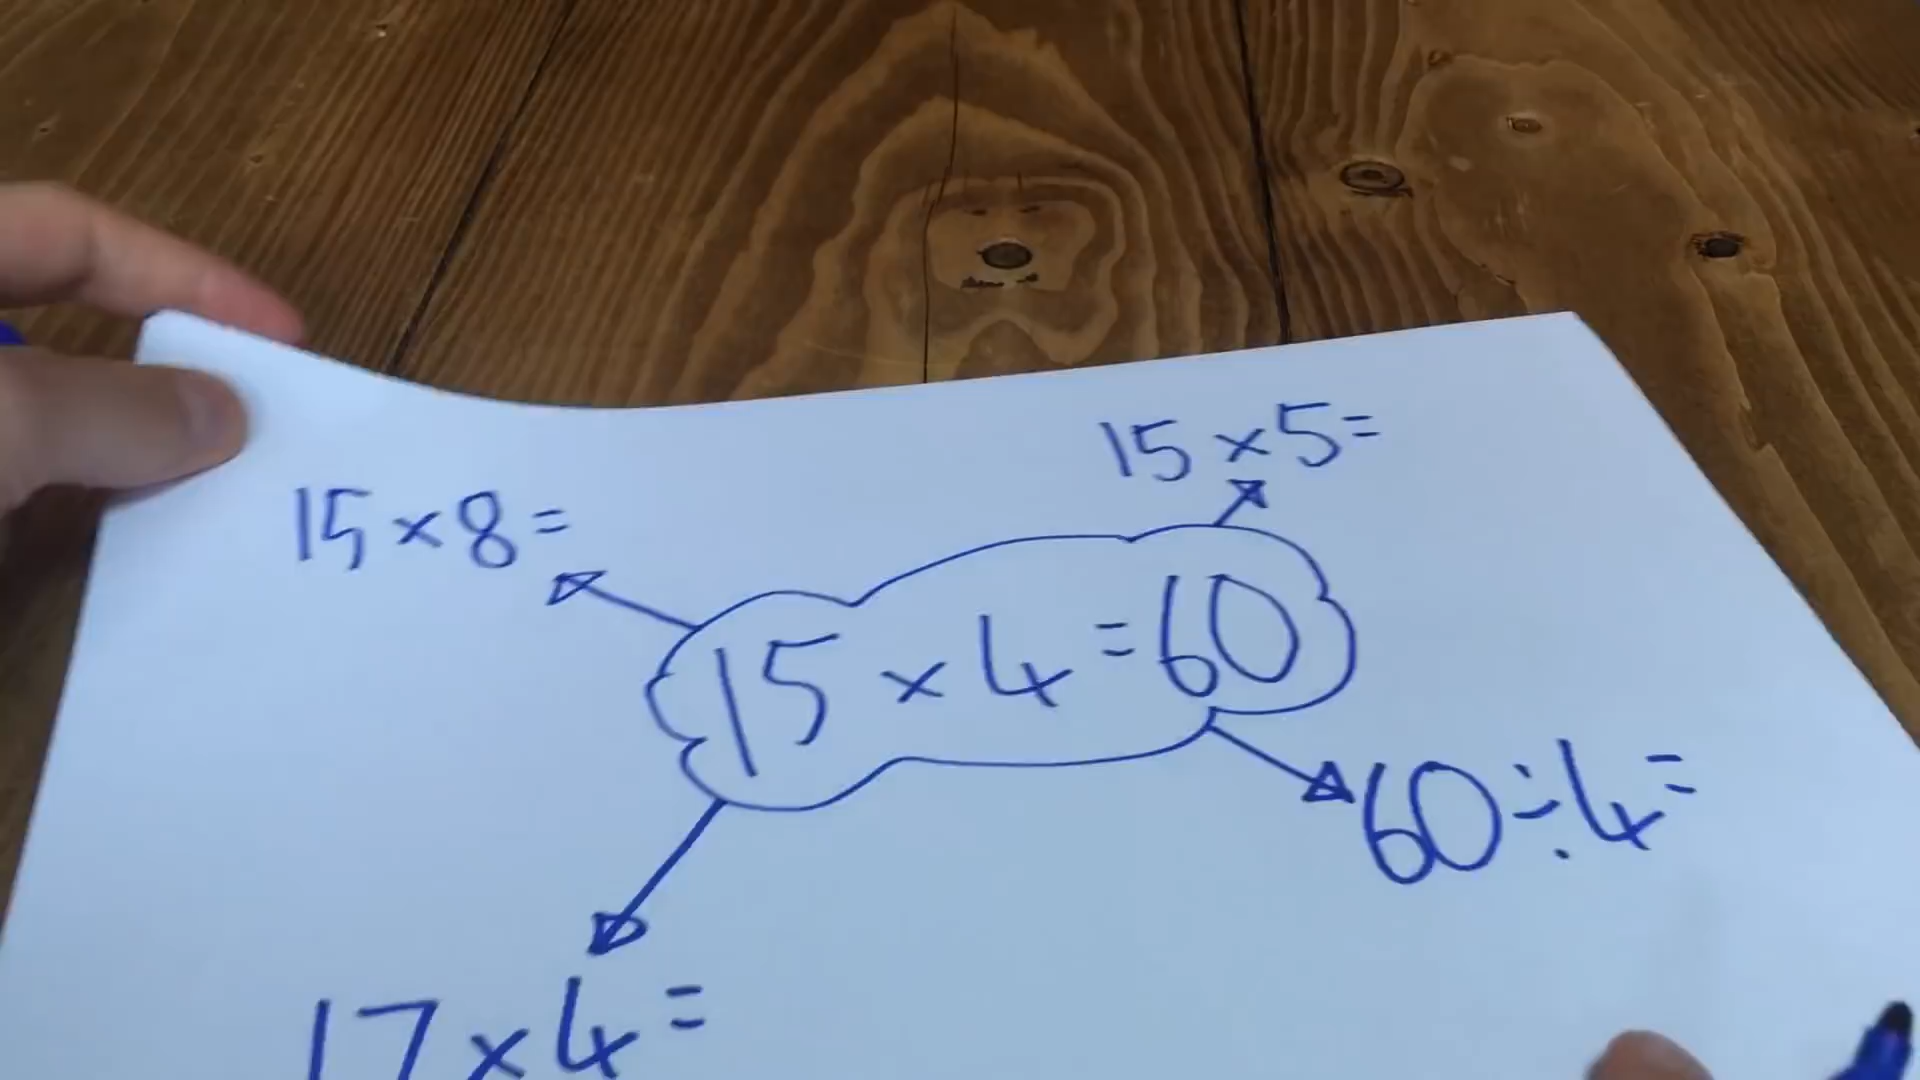 15 × 5 =
15 × 8 =
15 × 4 = 60
60 ÷ 4 =
17 × 4 =